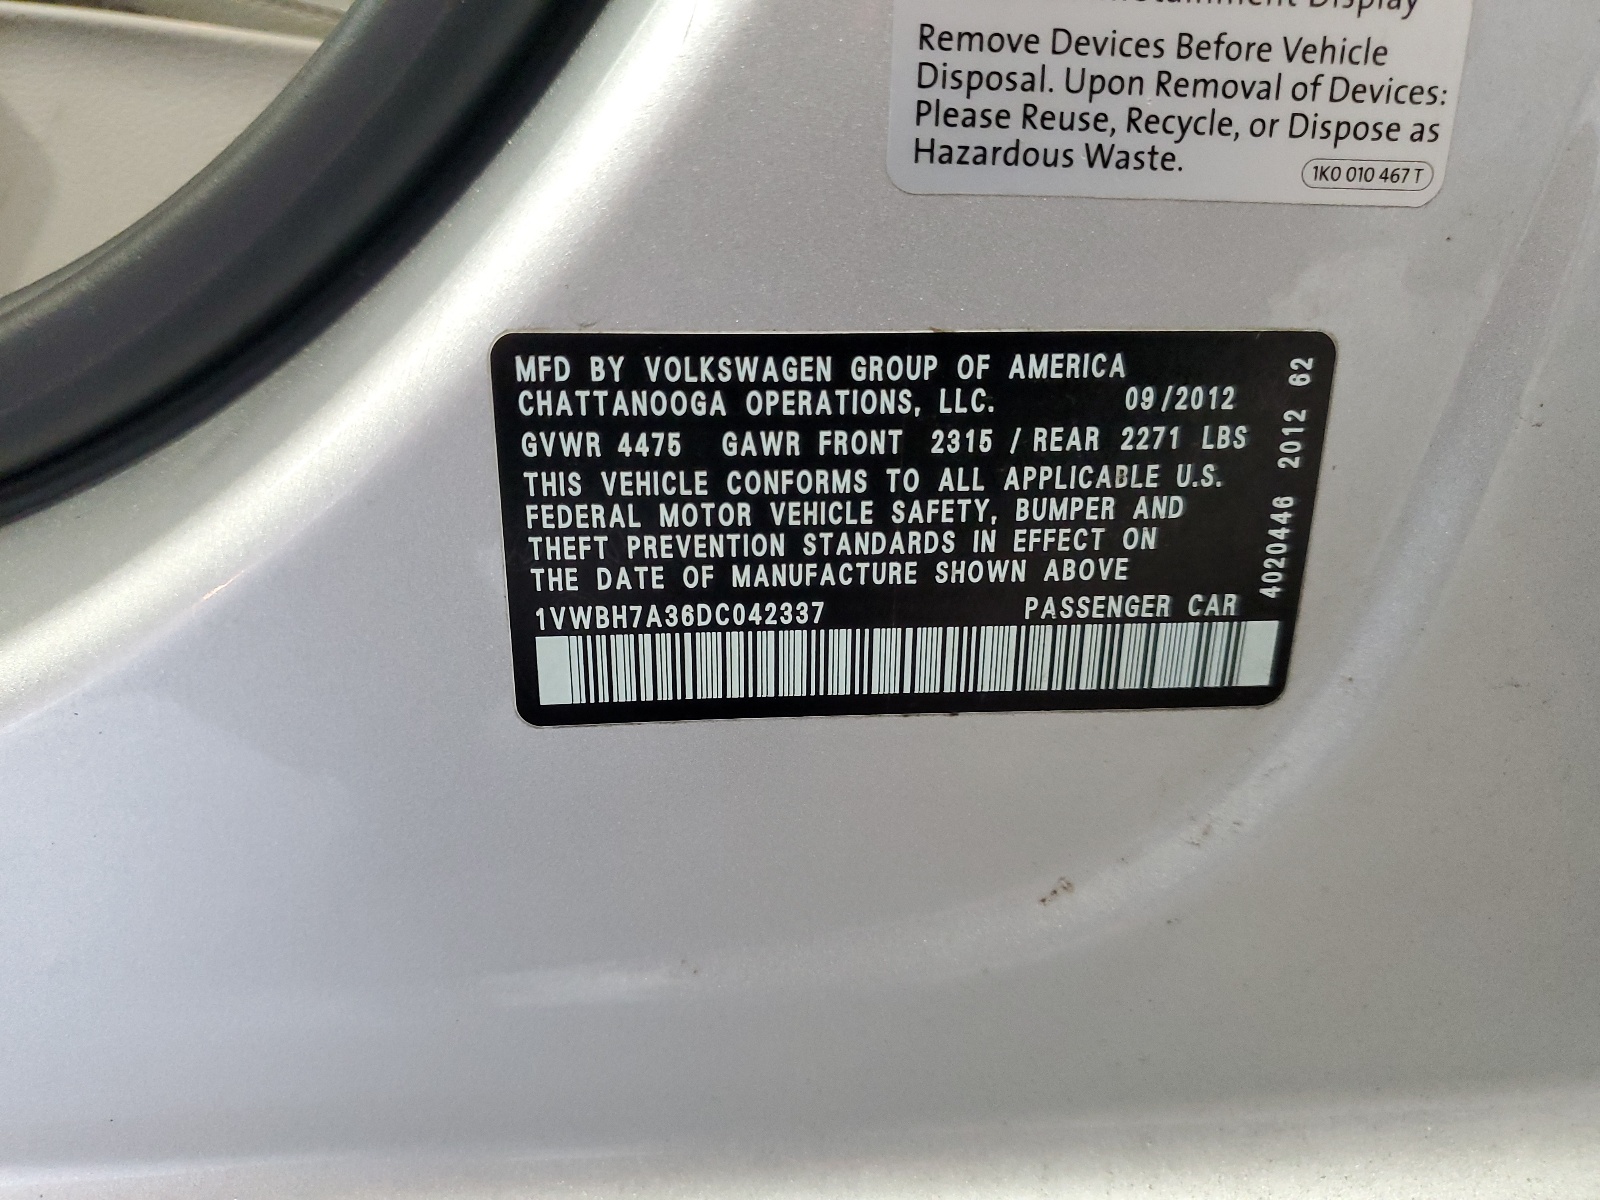 Display
Remove Devices Before Vehicle
Disposal. Upon Removal of Devices:
Please Reuse, Recycle, or Dispose as
Hazardous Waste.
1K0 010 467 T
MFD BY VOLKSWAGEN GROUP OF AMERICA
CHATTANOOGA OPERATIONS, LLC. 09/2012
GVWR 4475 GAWR FRONT 2315 / REAR 2271 LBS
THIS VEHICLE CONFORMS TO ALL APPLICABLE U.S.
FEDERAL MOTOR VEHICLE SAFETY, BUMPER AND
THEFT PREVENTION STANDARDS IN EFFECT ON
THE DATE OF MANUFACTURE SHOWN ABOVE
1VWBH7A36DC042337 PASSENGER CAR
4020446 2012 62